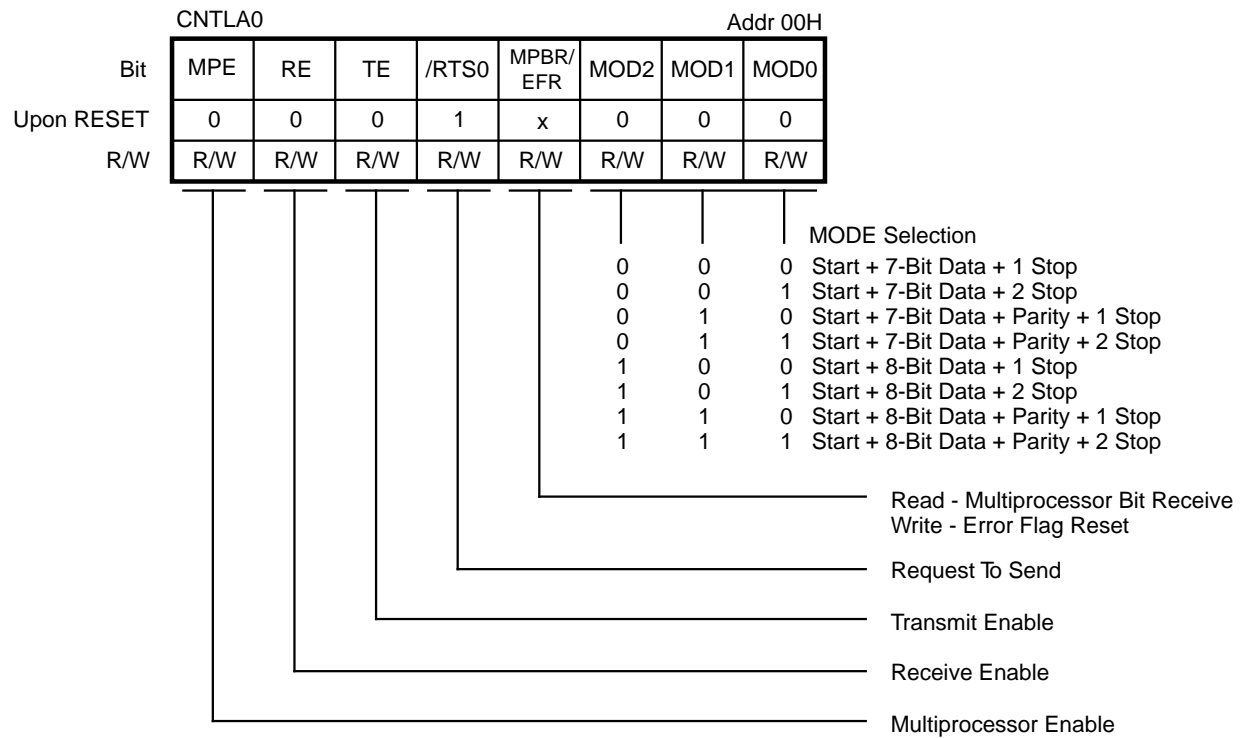 CNTLA0 Addr 00H
Bit MPE RE TE /RTS0 MPBR/ EFR MOD2 MOD1 MOD0
Upon RESET 0 0 0 1 x 0 0 0
R/W R/W R/W R/W R/W R/W R/W R/W R/W
MODE Selection
0 0 0 Start + 7-Bit Data + 1 Stop
0 0 1 Start + 7-Bit Data + 2 Stop
0 1 0 Start + 7-Bit Data + Parity + 1 Stop
0 1 1 Start + 7-Bit Data + Parity + 2 Stop
1 0 0 Start + 8-Bit Data + 1 Stop
1 0 1 Start + 8-Bit Data + 2 Stop
1 1 0 Start + 8-Bit Data + Parity + 1 Stop
1 1 1 Start + 8-Bit Data + Parity + 2 Stop
Read - Multiprocessor Bit Receive
Write - Error Flag Reset
Request To Send
Transmit Enable
Receive Enable
Multiprocessor Enable